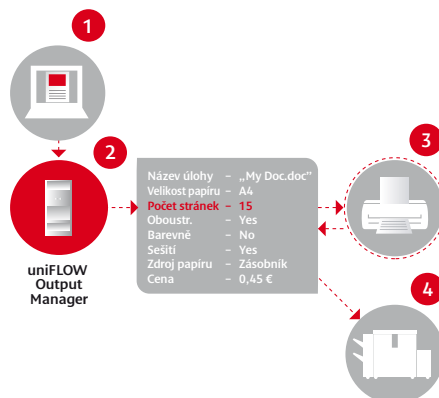 1
2
3
Název úlohy – „My Doc.doc“
Velikost papíru – A4
Počet stránek – 15
Oboustr. – Yes
Barevně – No
Sešití – Yes
Zdroj papíru – Zásobník
Cena – 0,45 €
uniFLOW
Output
Manager
4